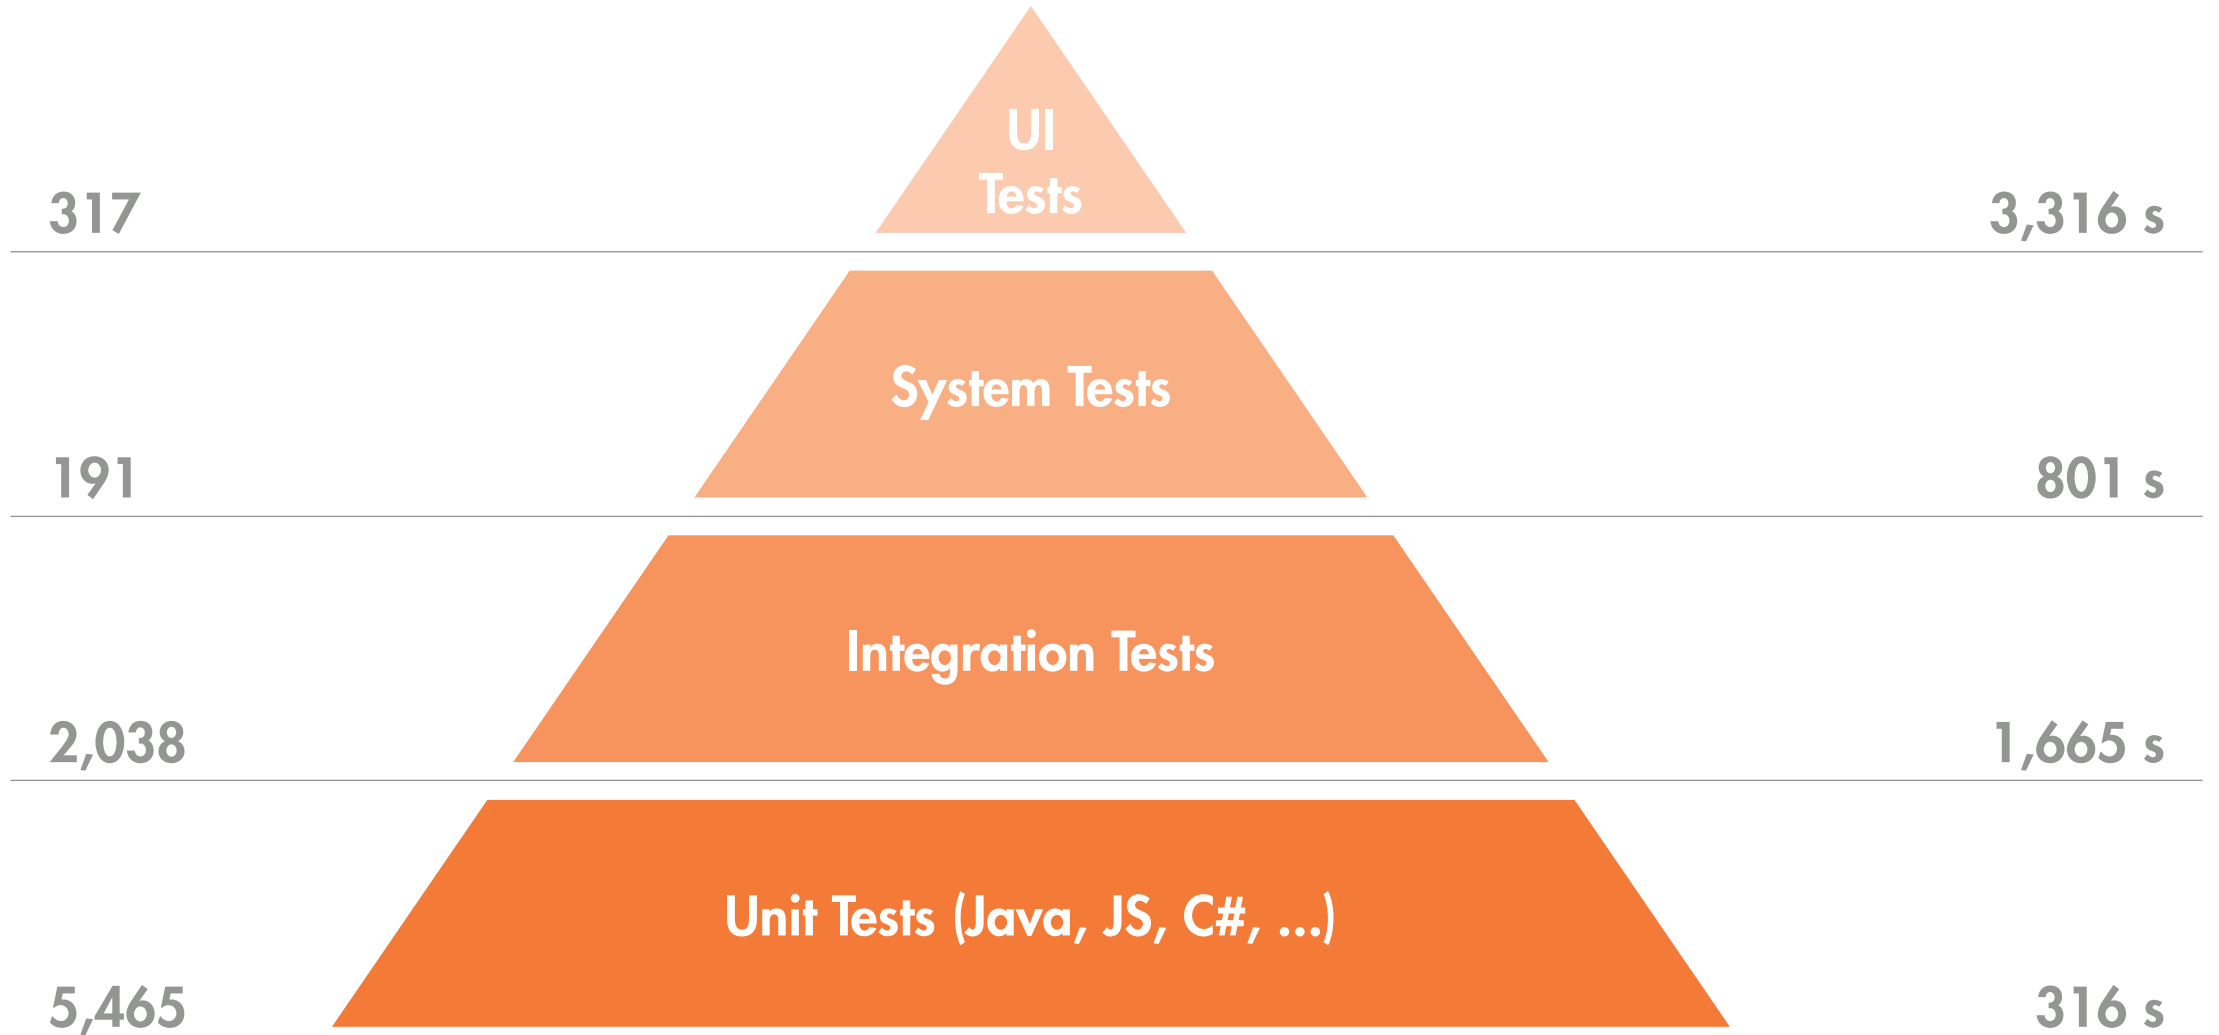 UI
Tests
317
3,316 s
System Tests
191
801 s
Integration Tests
2,038
1,665 s
Unit Tests (Java, JS, C#, ...)
5,465
316 s